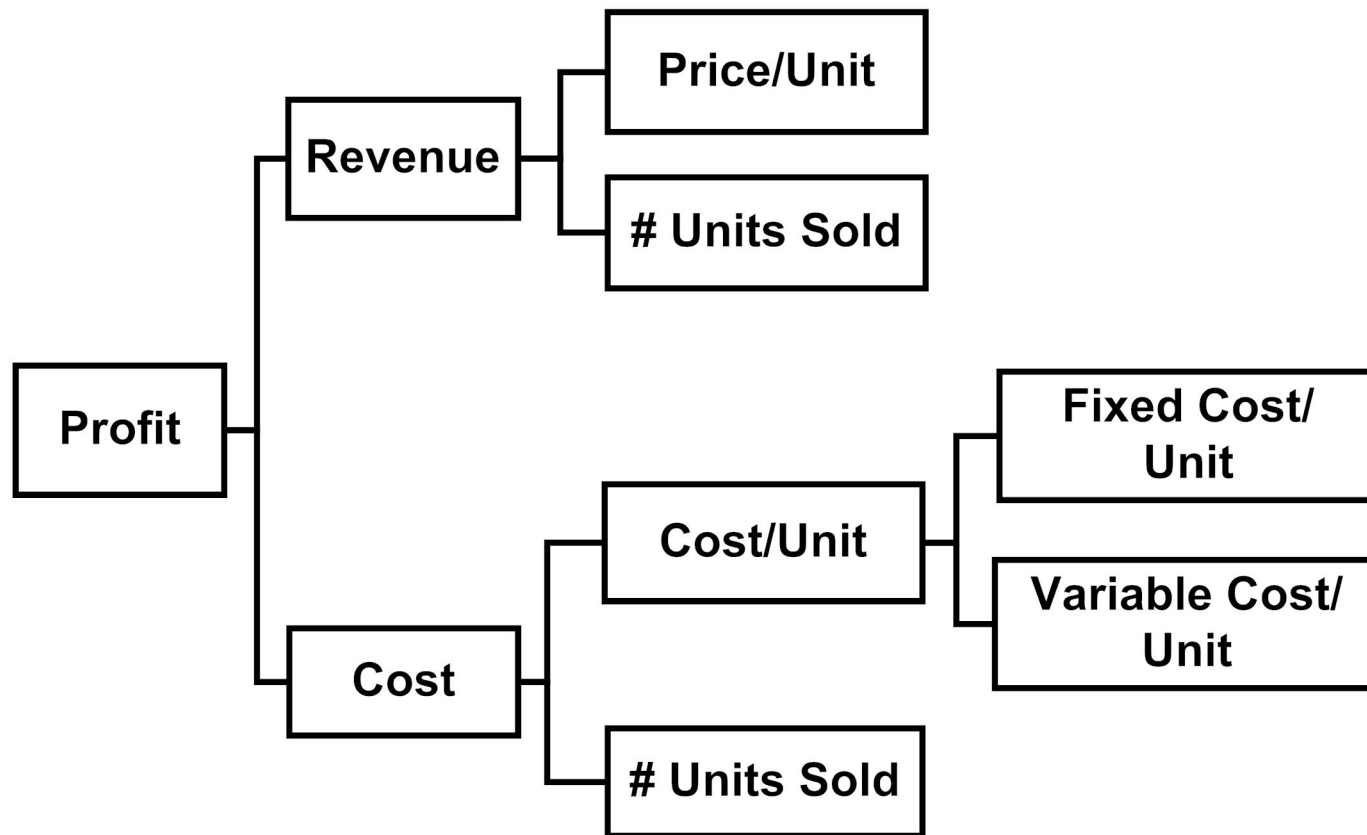 Price/Unit
Revenue
# Units Sold
Profit
Fixed Cost/
Unit
Cost/Unit
Variable Cost/
Unit
Cost
# Units Sold